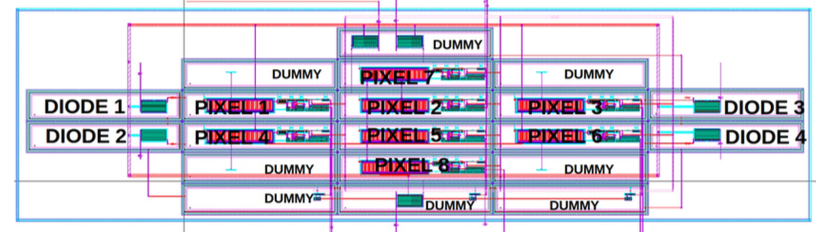 DUMMY
DUMMY PIXEL 7 DUMMY
DIODE 1 PIXEL 1 PIXEL 2 PIXEL 3 DIODE 3
DIODE 2 PIXEL 4 PIXEL 5 PIXEL 6 DIODE 4
DUMMY PIXEL 8 DUMMY
DUMMY DUMMY DUMMY